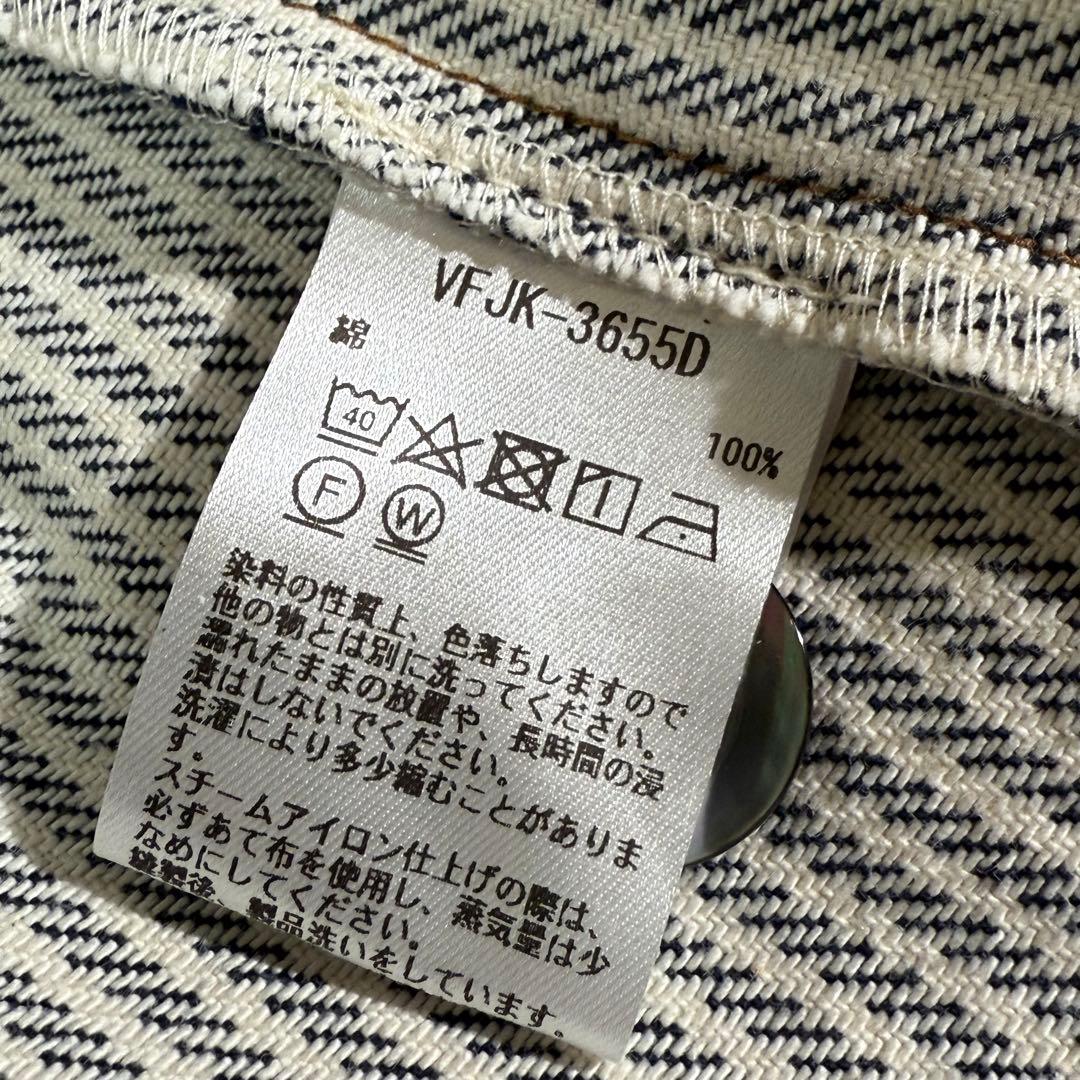 VFJK-3655D
綿 100%
40
F W
染料の性質上、色落ちしますので
他の物とは別に洗ってください。
濡れたままの放置や、長時間の浸
漬はしないでください。
洗濯により多少縮むことがありま
す。
スチームアイロン仕上げの際は、
必ずあて布を使用し、蒸気量は少
なめにしてください。
縫製後、製品洗いをしています。